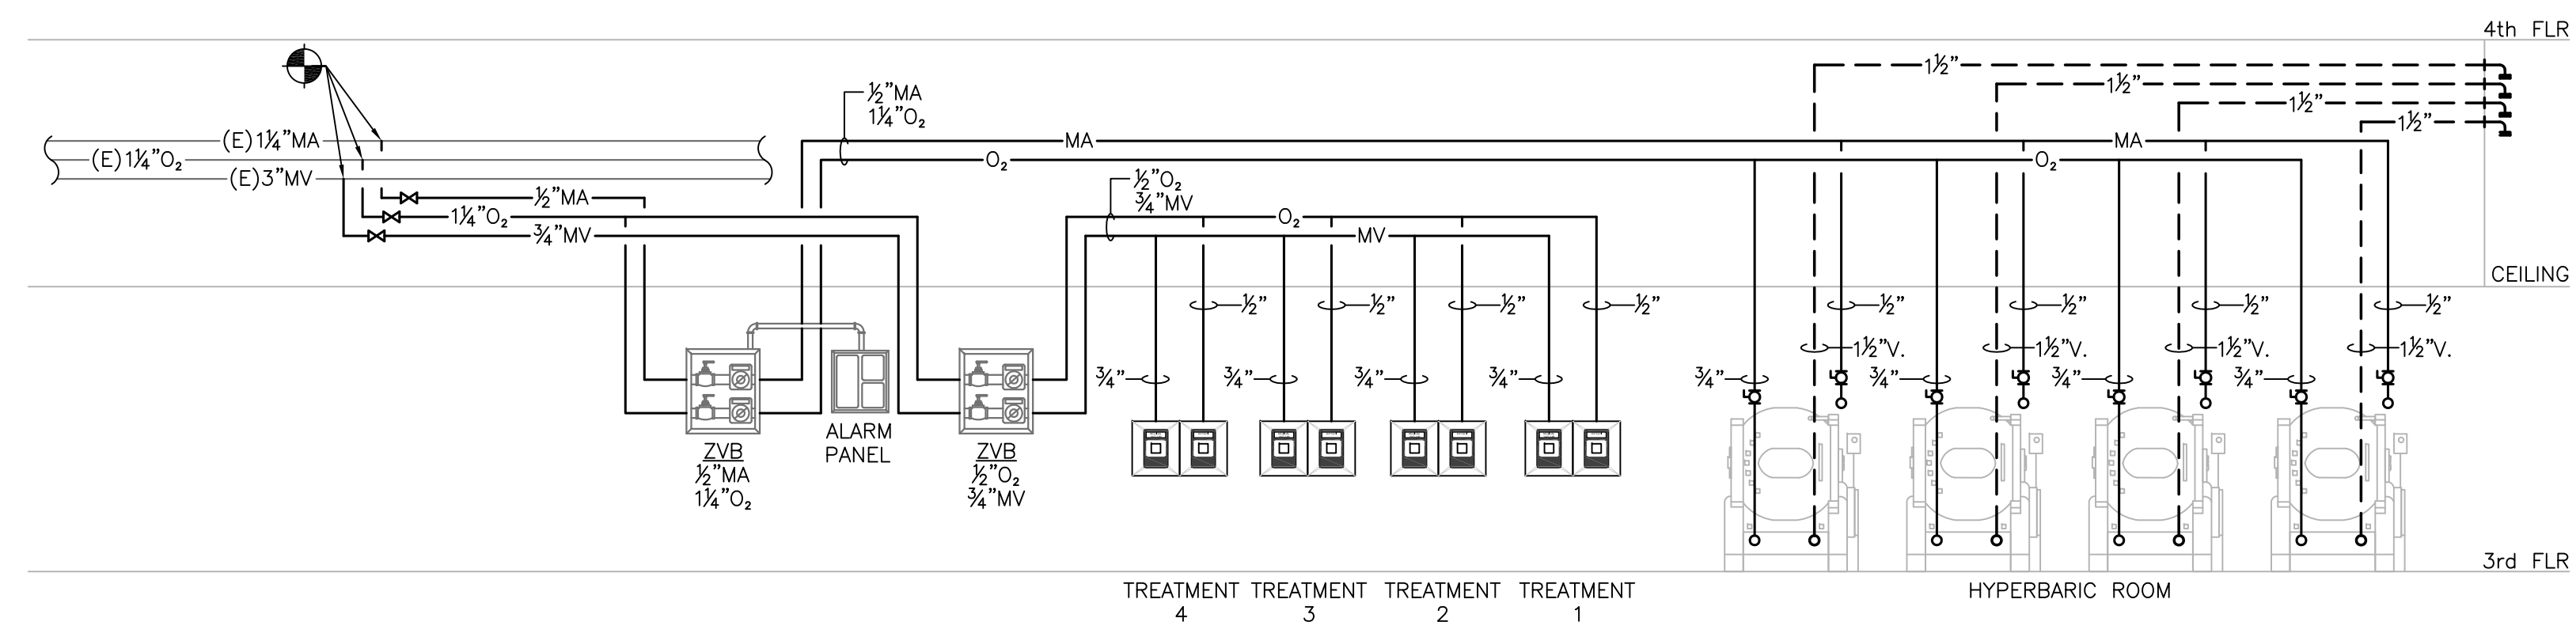 4th FLR
1½"
1½"
1½"
1½"
½"MA
1¼"O₂
(E)1¼"MA
MA
MA
(E)1¼"O₂
O₂
O₂
(E)3"MV
½"O₂
¾"MV
½"MA
1¼"O₂
O₂
¾"MV
MV
CEILING
½"
½"
½"
½"
½"
½"
½"
½"
1½"V.
1½"V.
1½"V.
1½"V.
¾"
¾"
¾"
¾"
¾"
¾"
¾"
¾"
ALARM
PANEL
ZVB
½"MA
1¼"O₂
ZVB
½"O₂
¾"MV
3rd FLR
TREATMENT
4
TREATMENT
3
TREATMENT
2
TREATMENT
1
HYPERBARIC ROOM